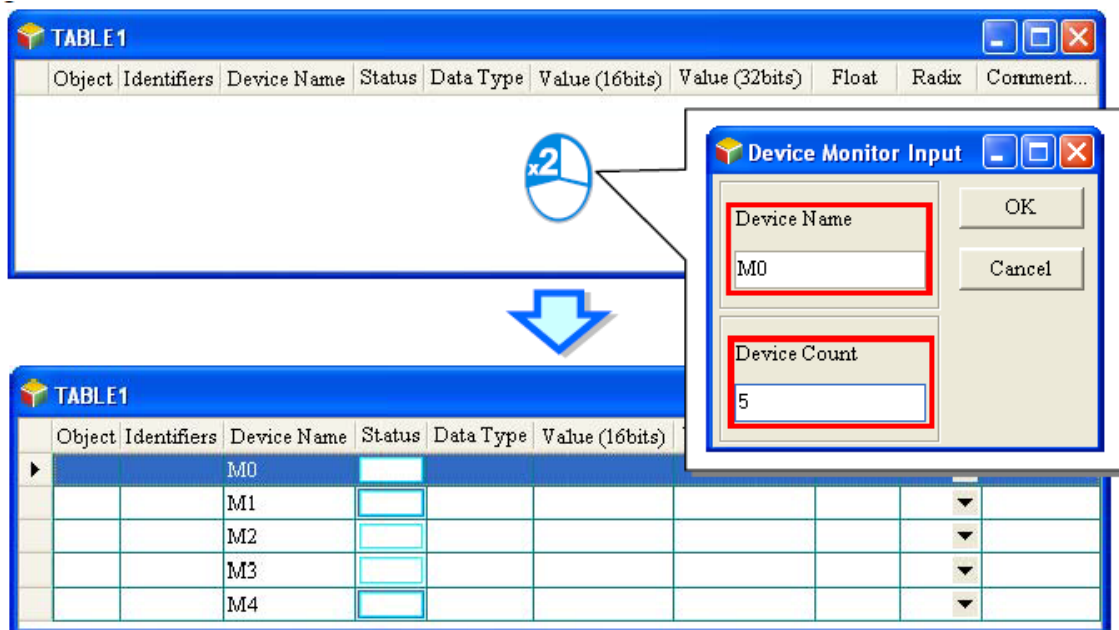 TABLE1
Object Identifiers Device Name Status Data Type Value (16bits) Value (32bits) Float Radix Comment...
x2
Device Monitor Input
Device Name
OK
M0
Cancel
Device Count
5
TABLE1
Object Identifiers Device Name Status Data Type Value (16bits)
M0
M1
M2
M3
M4